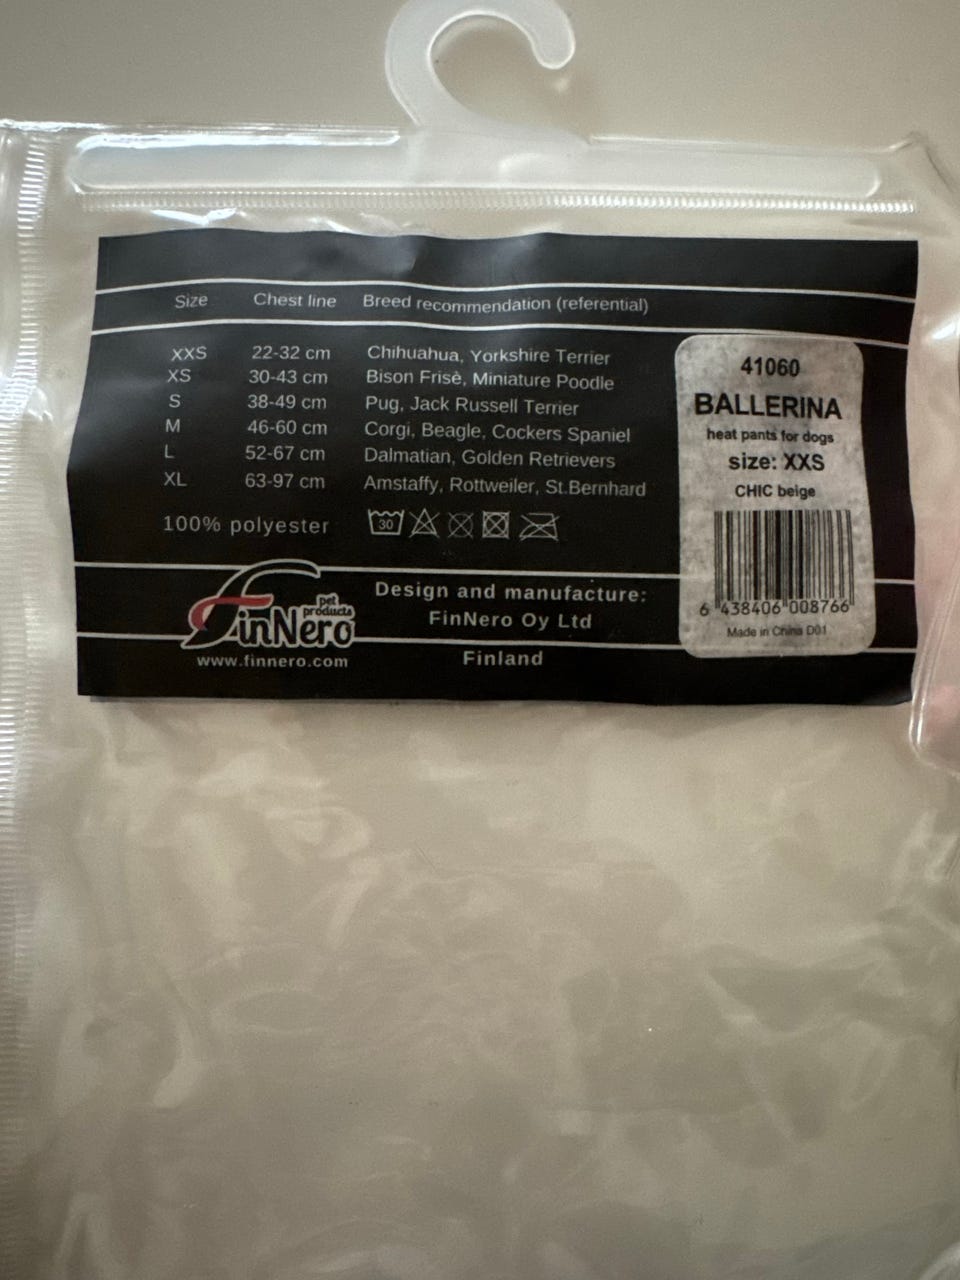 Size Chest line Breed recommendation (referential)
XXS 22-32 cm Chihuahua, Yorkshire Terrier
XS 30-43 cm Bison Frisè, Miniature Poodle
S 38-49 cm Pug, Jack Russell Terrier
M 46-60 cm Corgi, Beagle, Cockers Spaniel
L 52-67 cm Dalmatian, Golden Retrievers
XL 63-97 cm Amstaffy, Rottweiler, St.Bernhard
100% polyester 30
FinNero pet products
www.finnero.com
Design and manufacture:
FinNero Oy Ltd
Finland
41060
BALLERINA
heat pants for dogs
size: XXS
CHIC beige
6 438406 008766
Made in China D01